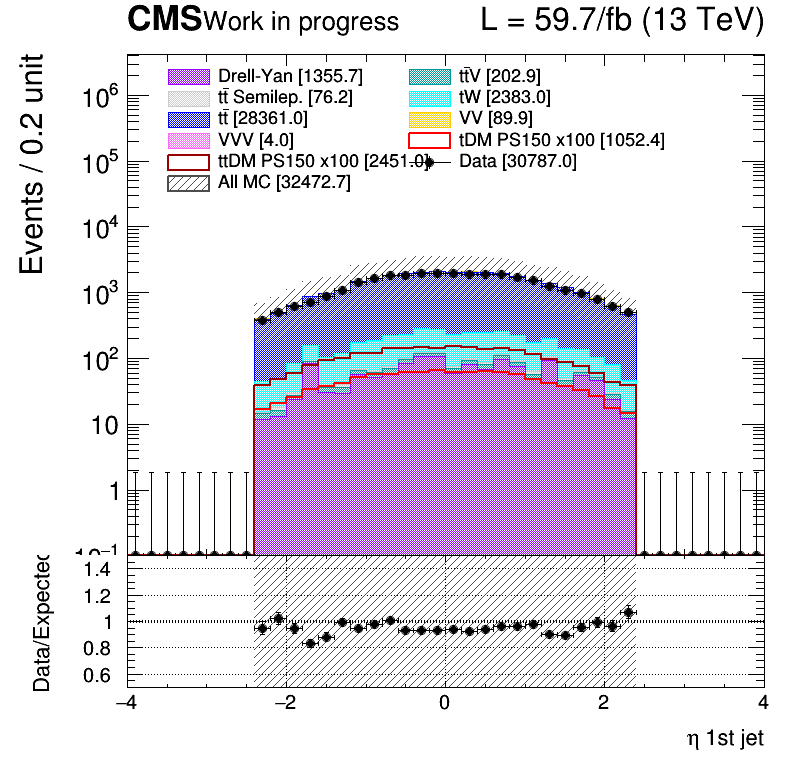 CMS Work in progress L = 59.7/fb (13 TeV)
Events / 0.2 unit
10⁶
10⁵
10⁴
10³
10²
10
1
10⁻¹
Drell-Yan [1355.7] tt̄V [202.9]
tt̄ Semilep. [76.2] tW [2383.0]
tt̄ [28361.0] VV [89.9]
VVV [4.0] tDM PS150 x100 [1052.4]
ttDM PS150 x100 [2451.0] Data [30787.0]
All MC [32472.7]
Data/Expected
1.4
1.2
1
0.8
0.6
−4 −2 0 2 4
η 1st jet